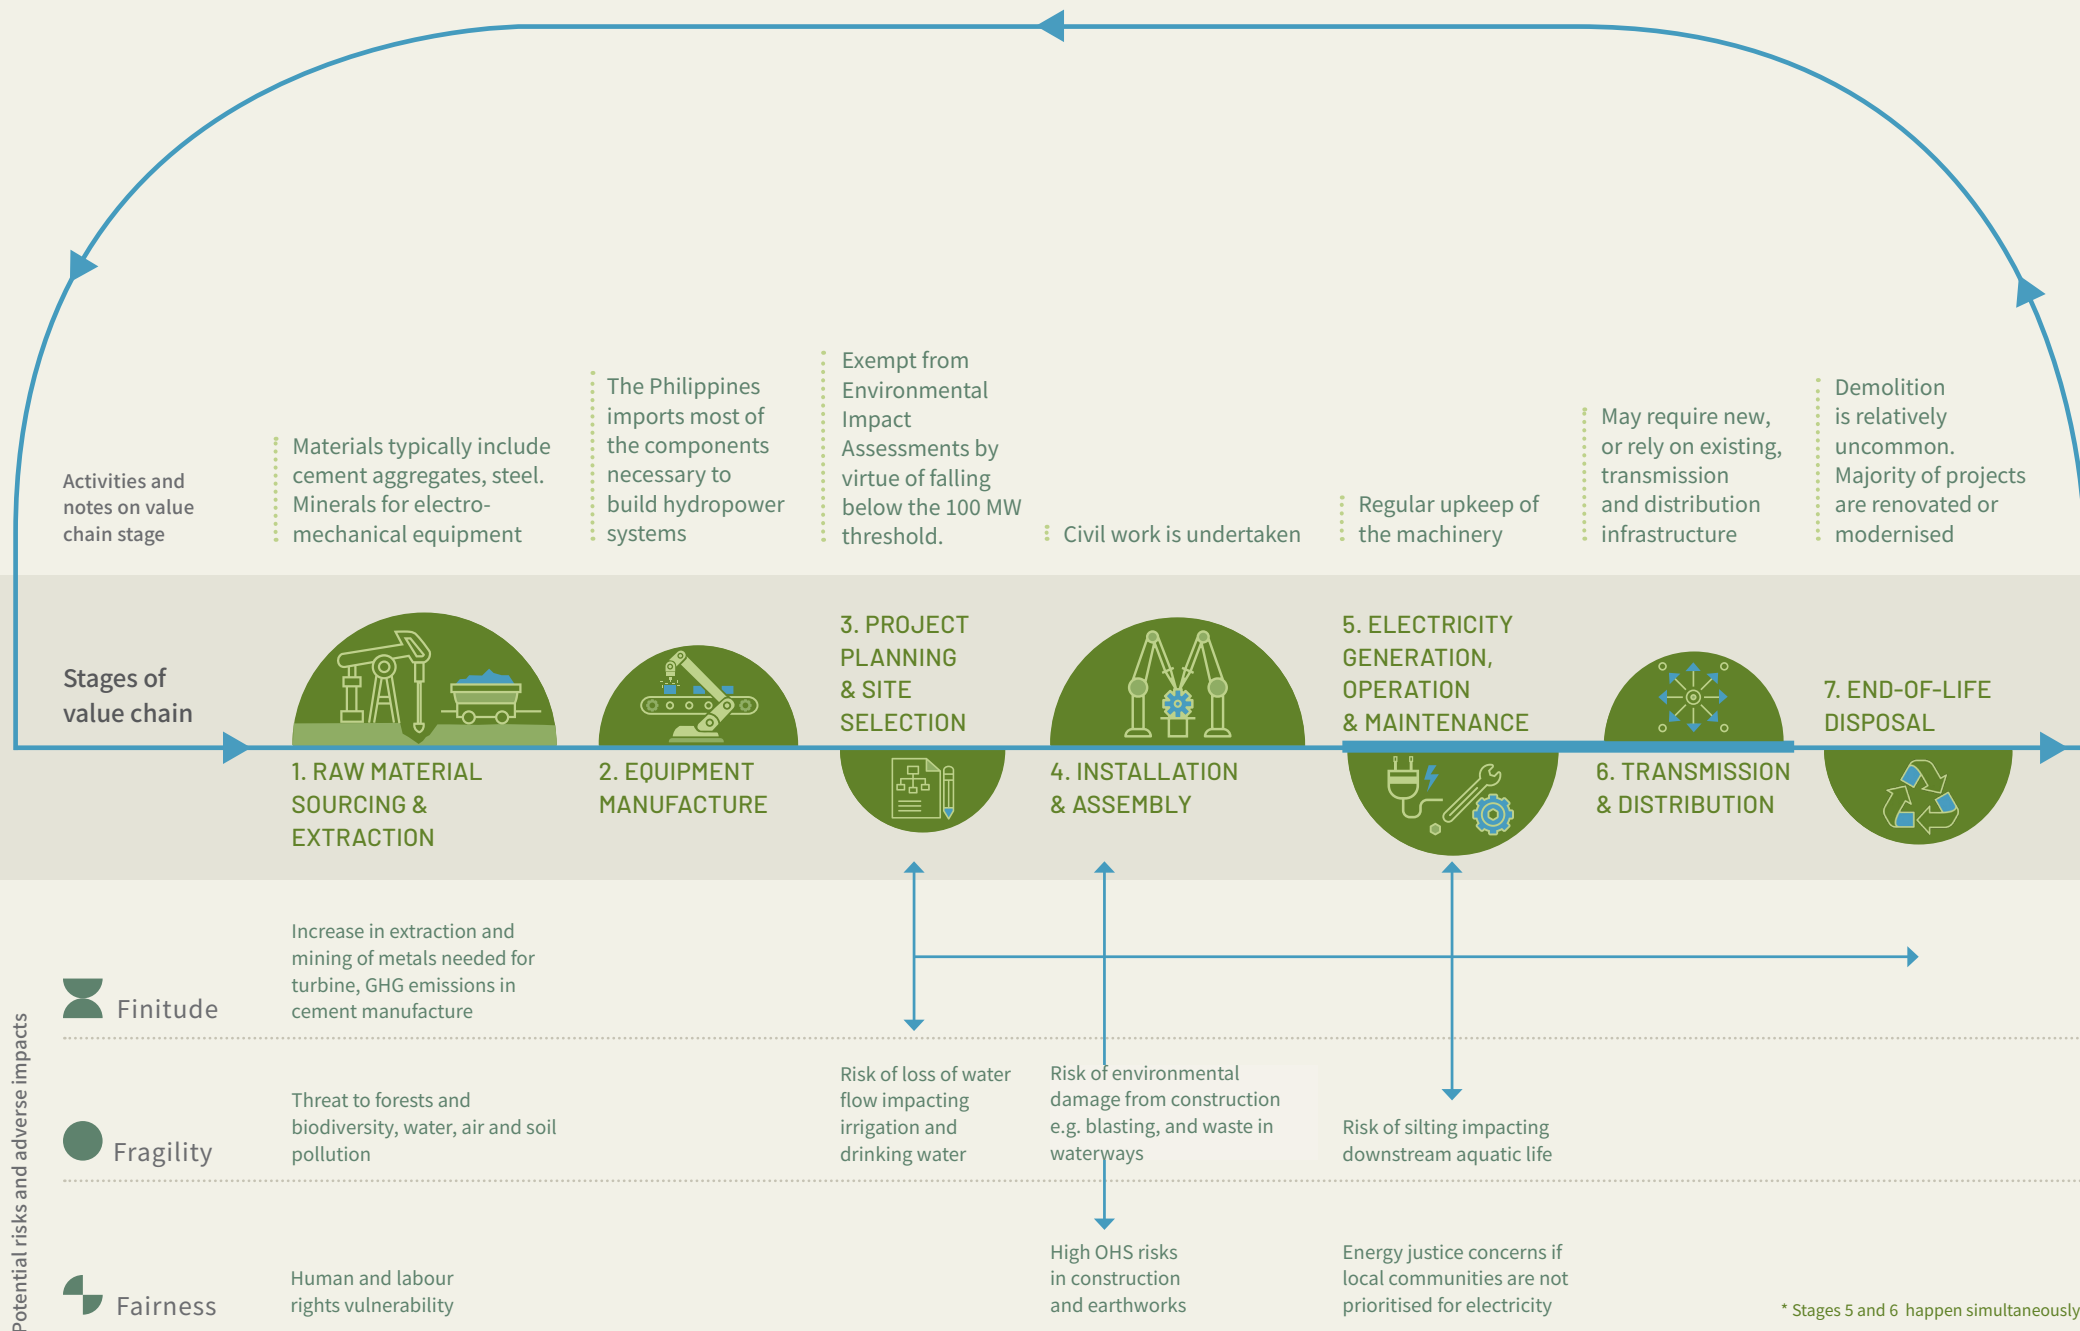 Activities and
notes on value
chain stage
Materials typically include
cement aggregates, steel.
Minerals for electro-
mechanical equipment
The Philippines
imports most of
the components
necessary to
build hydropower
systems
Exempt from
Environmental
Impact
Assessments by
virtue of falling
below the 100 MW
threshold.
Civil work is undertaken
Regular upkeep of
the machinery
May require new,
or rely on existing,
transmission
and distribution
infrastructure
Demolition
is relatively
uncommon.
Majority of projects
are renovated or
modernised
Stages of
value chain
1. RAW MATERIAL
SOURCING &
EXTRACTION
2. EQUIPMENT
MANUFACTURE
3. PROJECT
PLANNING
& SITE
SELECTION
4. INSTALLATION
& ASSEMBLY
5. ELECTRICITY
GENERATION,
OPERATION
& MAINTENANCE
6. TRANSMISSION
& DISTRIBUTION
7. END-OF-LIFE
DISPOSAL
Potential risks and adverse impacts
Finitude
Increase in extraction and
mining of metals needed for
turbine, GHG emissions in
cement manufacture
Fragility
Threat to forests and
biodiversity, water, air and soil
pollution
Risk of loss of water
flow impacting
irrigation and
drinking water
Risk of environmental
damage from construction
e.g. blasting, and waste in
waterways
Risk of silting impacting
downstream aquatic life
Fairness
Human and labour
rights vulnerability
High OHS risks
in construction
and earthworks
Energy justice concerns if
local communities are not
prioritised for electricity
* Stages 5 and 6 happen simultaneously